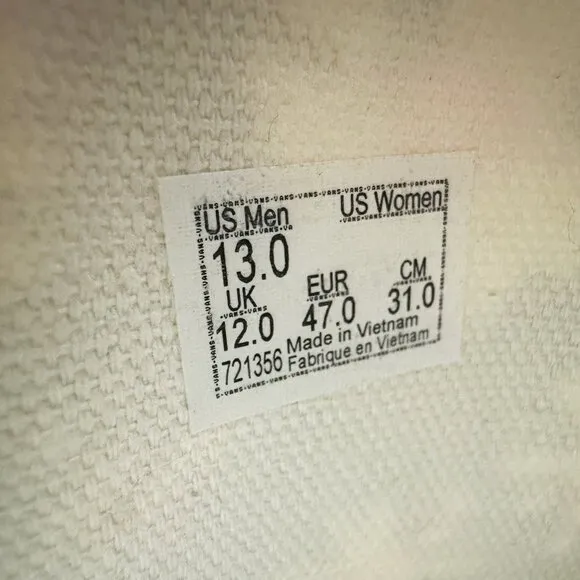 US Men US Women
13.0
UK EUR CM.
12.0 47.0 31.0
721356 Made in Vietnam
Fabrique en Vietnam